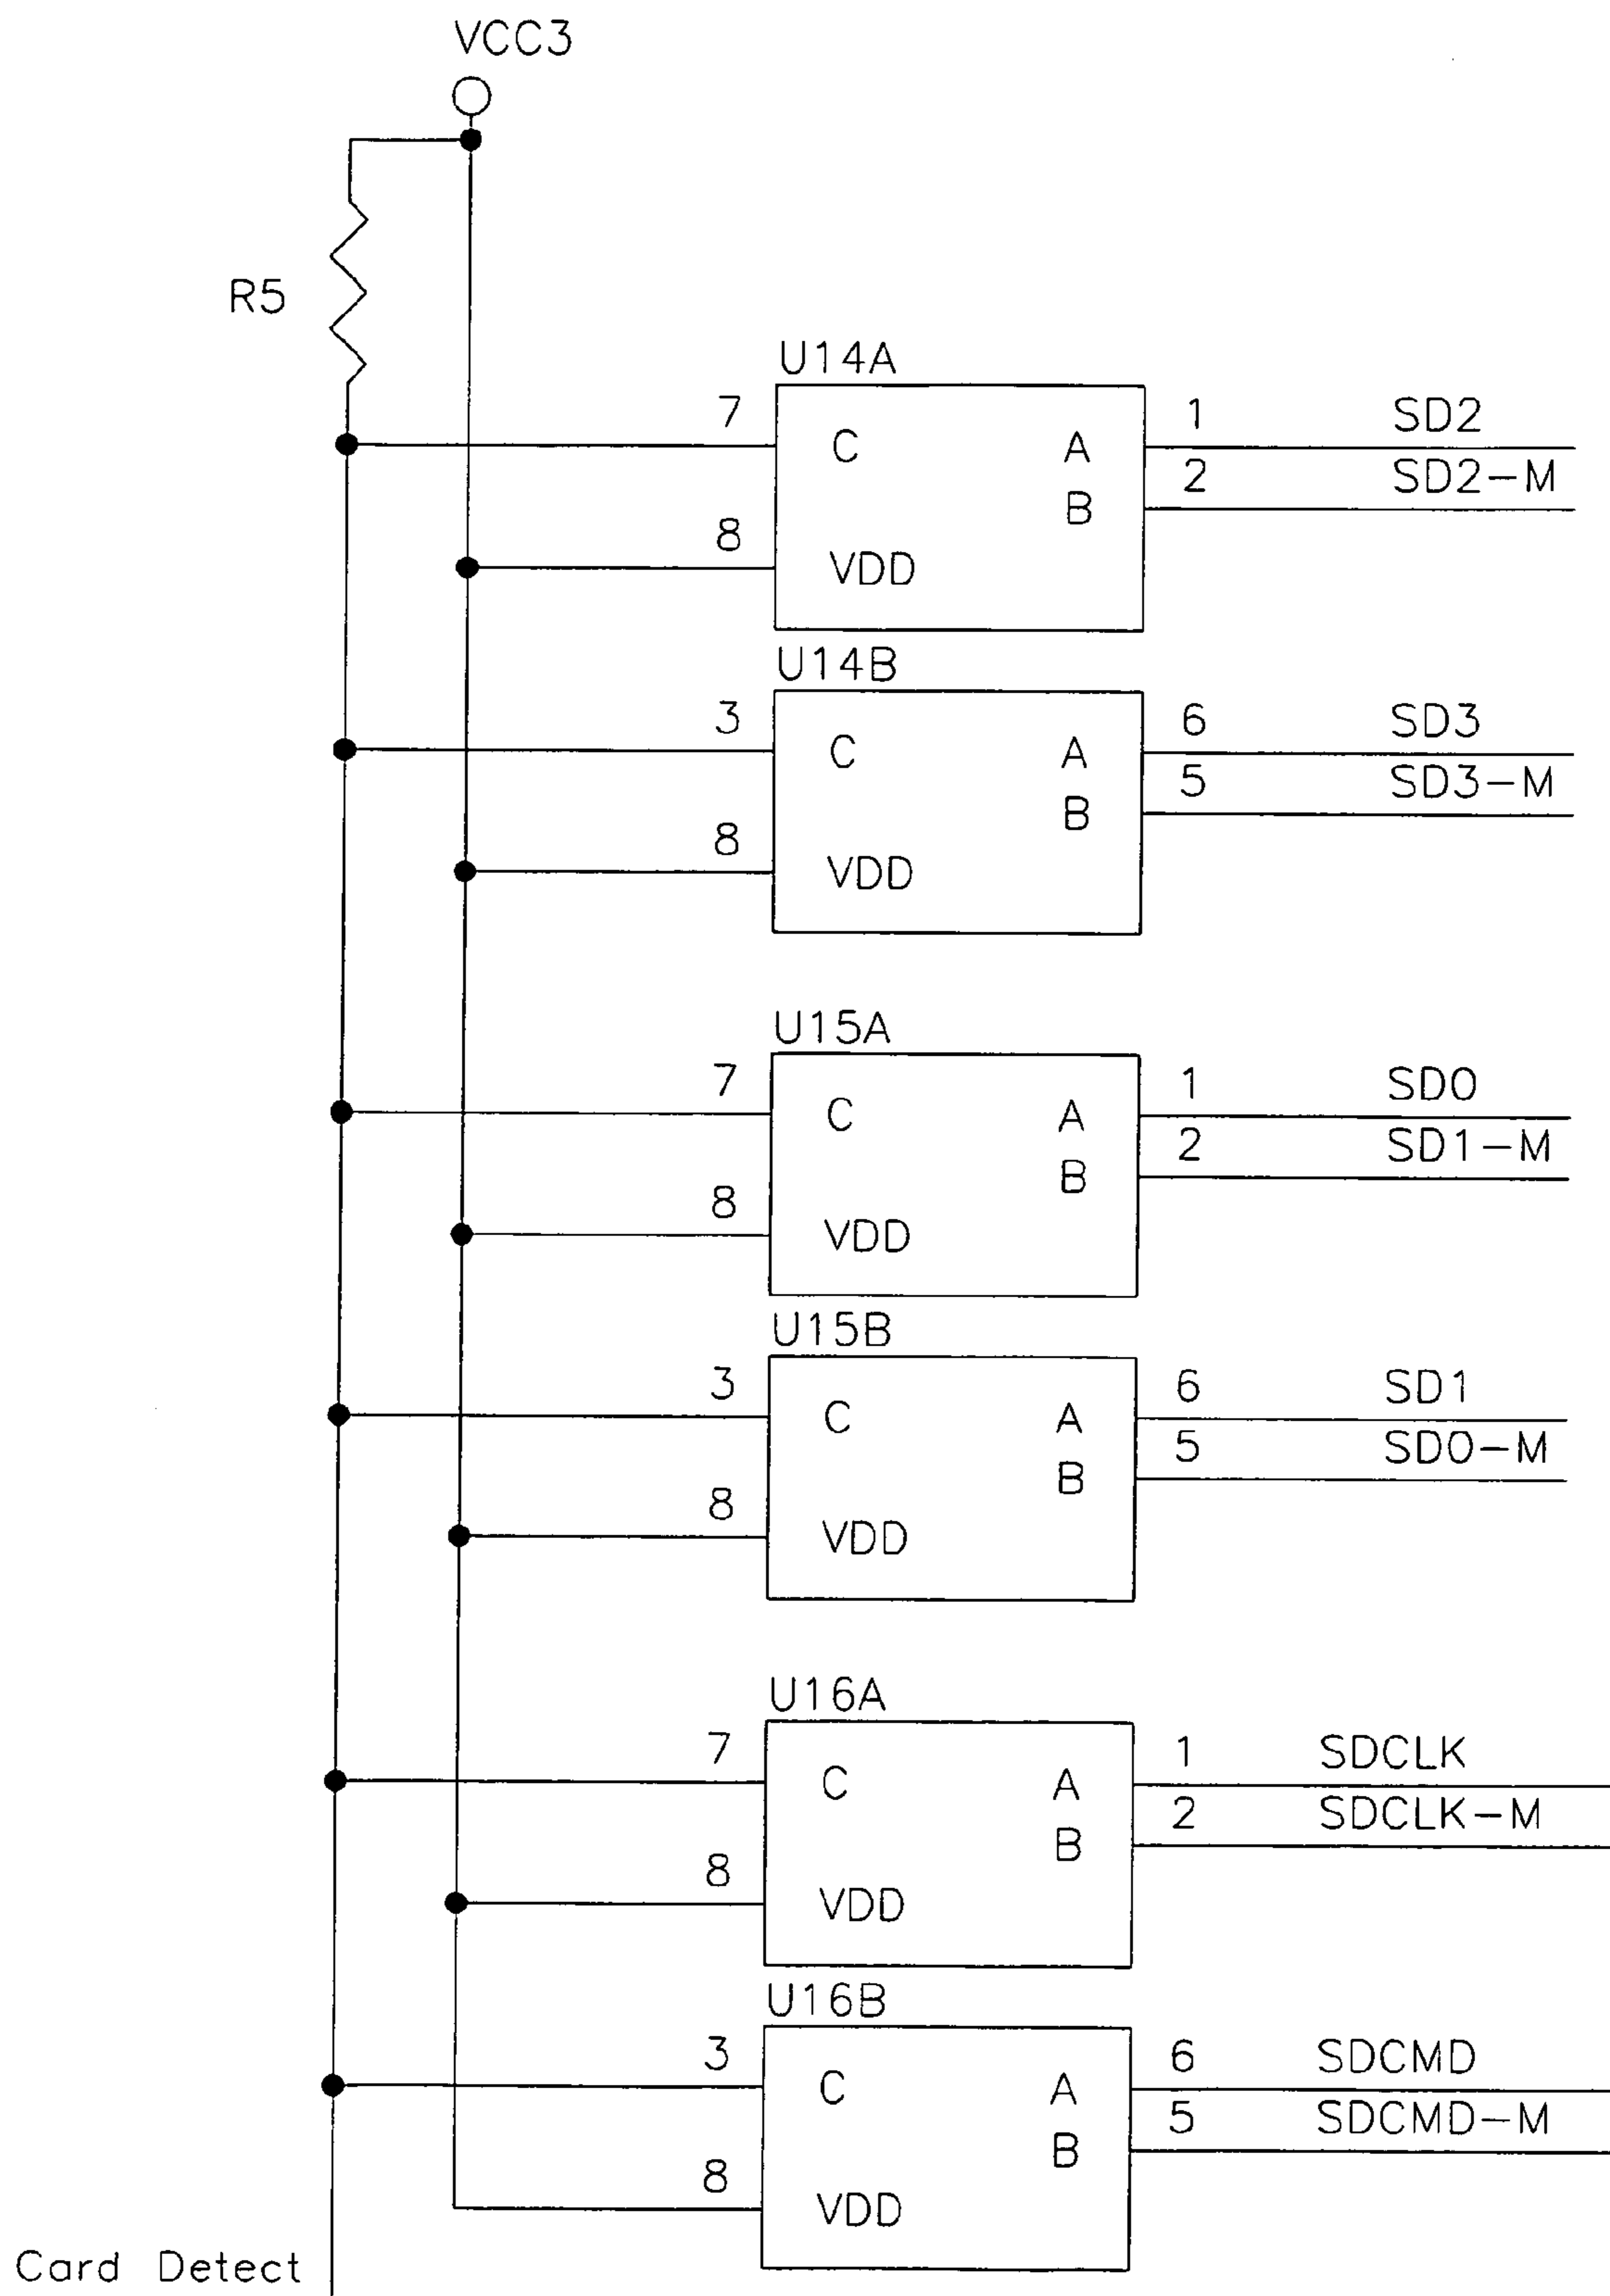 VCC3
R5
U14A
7 C A 1 SD2
B 2 SD2-M
8 VDD
U14B
3 C A 6 SD3
B 5 SD3-M
8 VDD
U15A
7 C A 1 SD0
B 2 SD1-M
8 VDD
U15B
3 C A 6 SD1
B 5 SD0-M
8 VDD
U16A
7 C A 1 SDCLK
B 2 SDCLK-M
8 VDD
U16B
3 C A 6 SDCMD
B 5 SDCMD-M
8 VDD
Card Detect